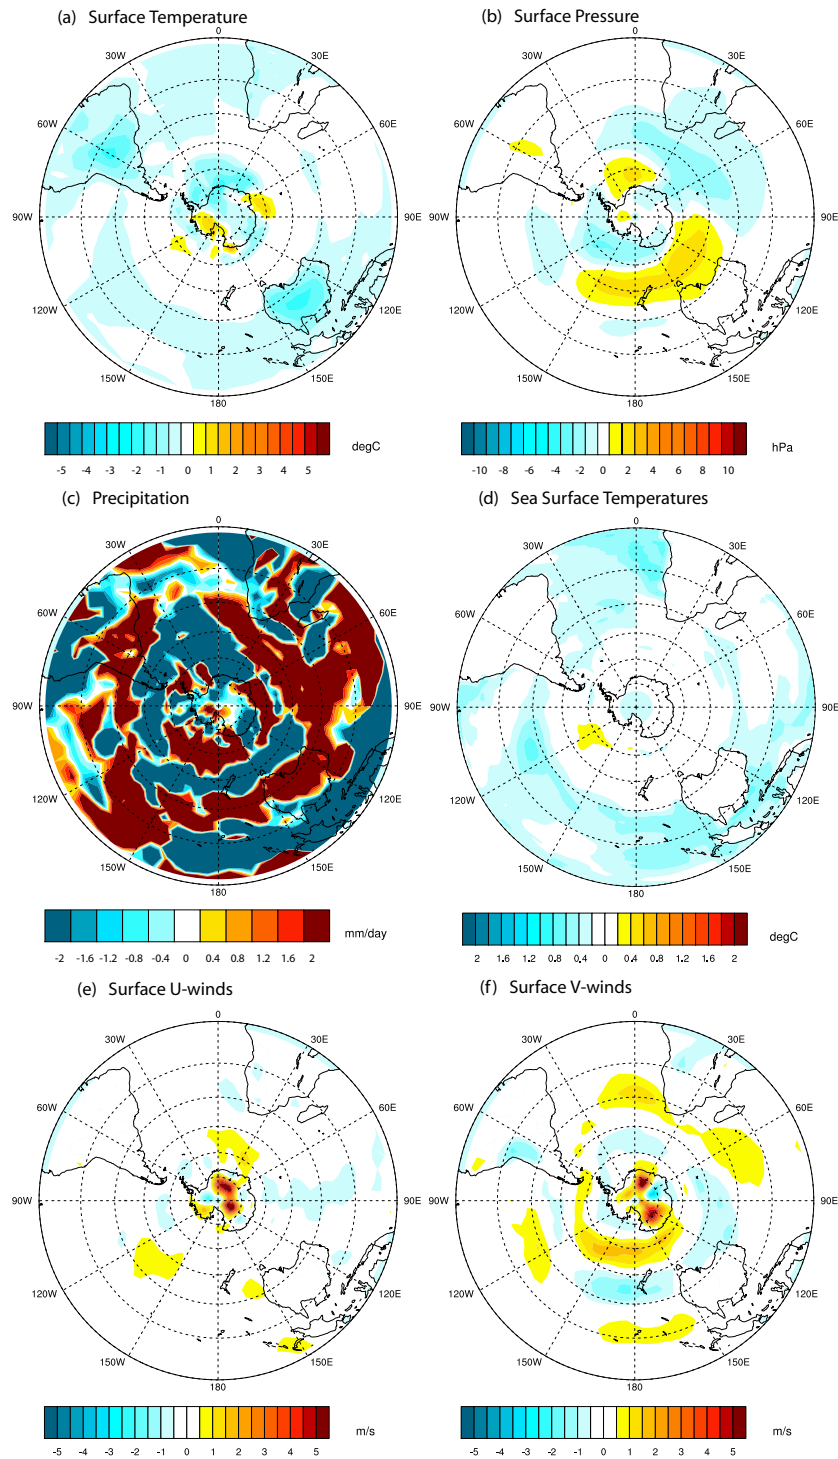 (a) Surface Temperature
(b) Surface Pressure
0
30W
30E
60W
60E
90W
90E
120W
120E
150W
150E
180
0
30W
30E
60W
60E
90W
90E
120W
120E
150W
150E
180
-5 -4 -3 -2 -1 0 1 2 3 4 5 degC
-10 -8 -6 -4 -2 0 2 4 6 8 10 hPa
(c) Precipitation
(d) Sea Surface Temperatures
0
30W
30E
60W
60E
90W
90E
120W
120E
150W
150E
180
0
30W
30E
60W
60E
90W
90E
120W
120E
150W
150E
180
-2 -1.6 -1.2 -0.8 -0.4 0 0.4 0.8 1.2 1.6 2 mm/day
2 1.6 1.2 0.8 0.4 0 0.4 0.8 1.2 1.6 2 degC
(e) Surface U-winds
(f) Surface V-winds
0
30W
30E
60W
60E
90W
90E
120W
120E
150W
150E
180
0
30W
30E
60W
60E
90W
90E
120W
120E
150W
150E
180
-5 -4 -3 -2 -1 0 1 2 3 4 5 m/s
-5 -4 -3 -2 -1 0 1 2 3 4 5 m/s